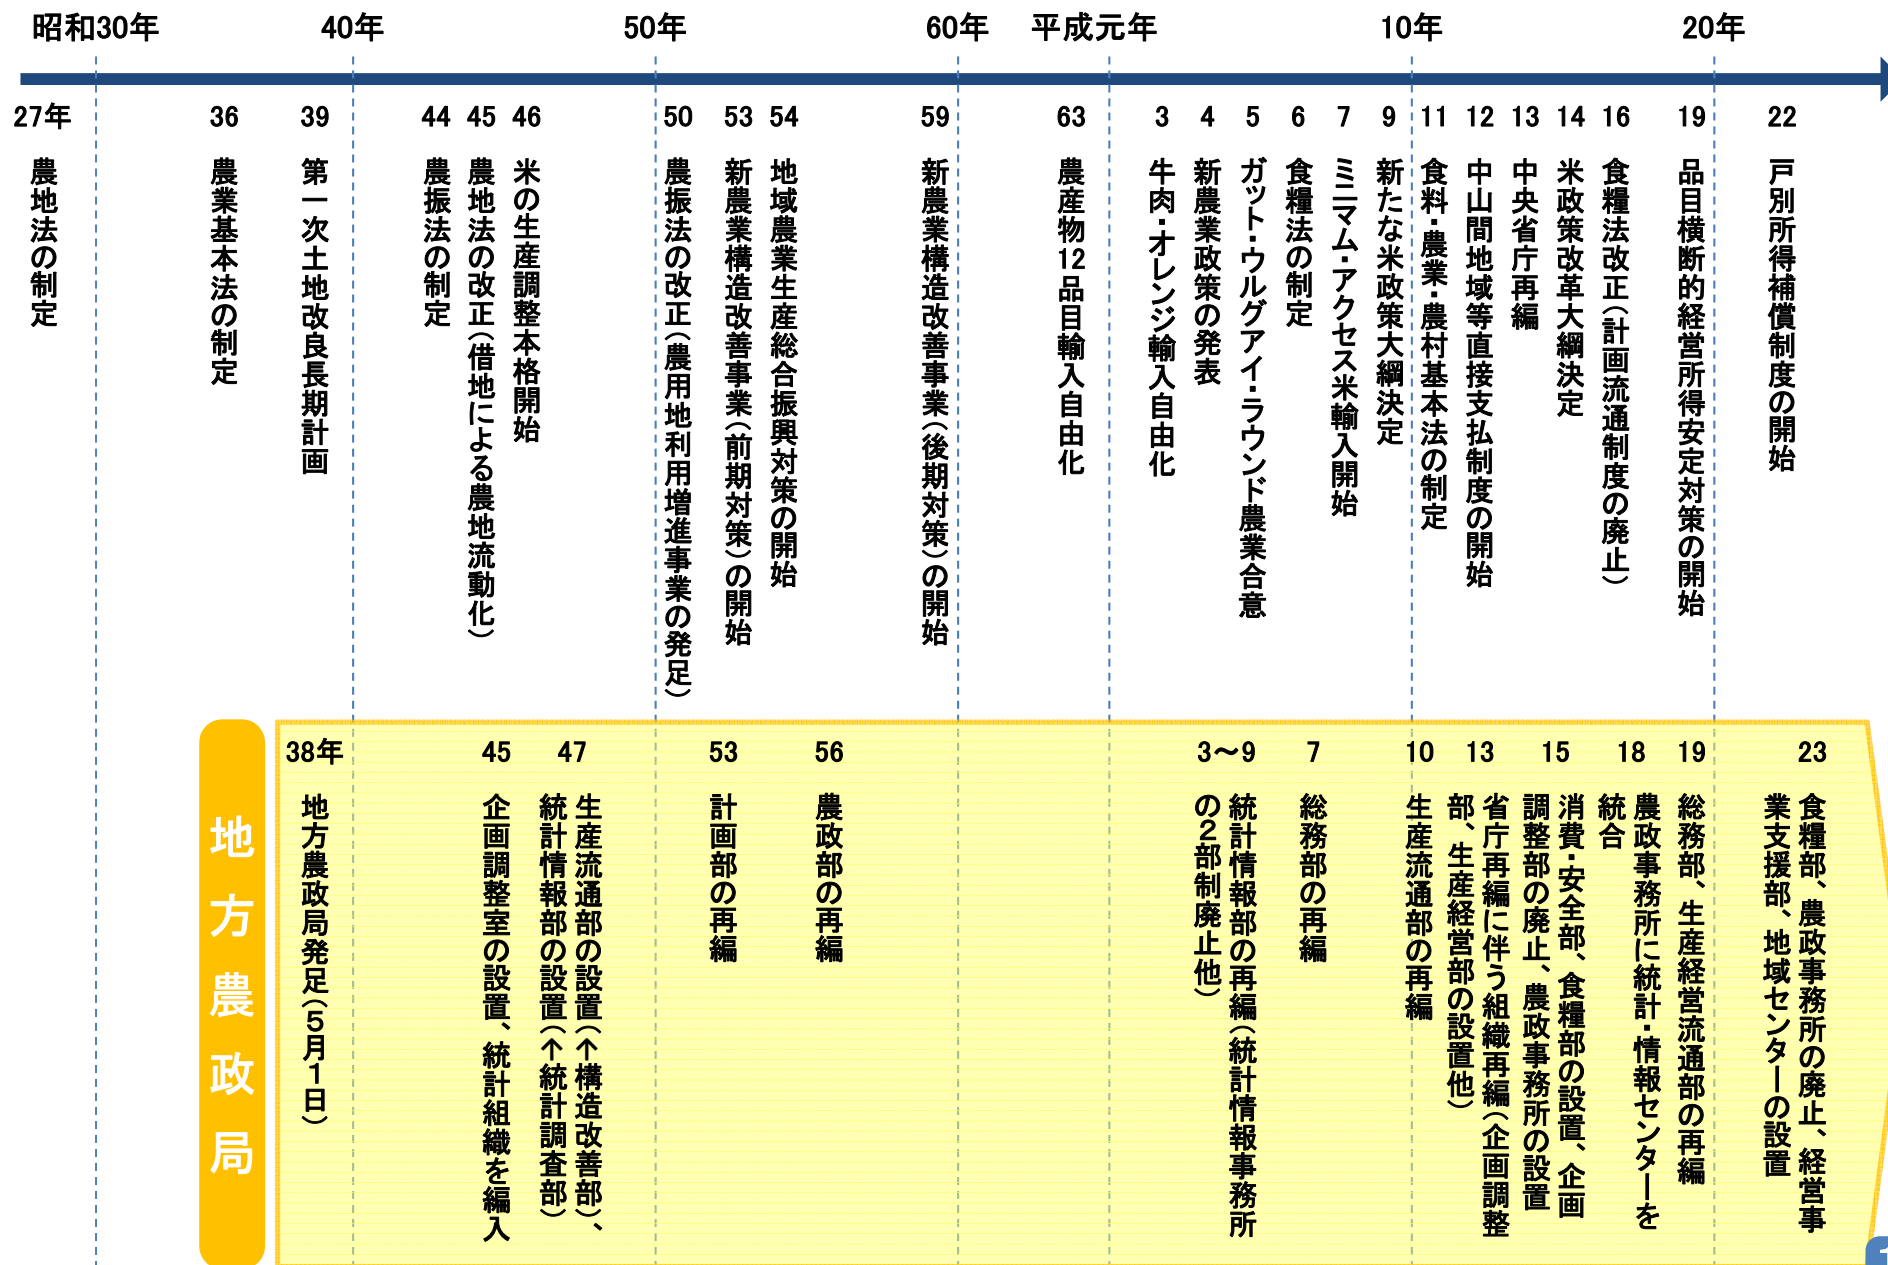 昭和30年
40年
50年
60年
平成元年
10年
20年
27年
農地法の制定
36
農業基本法の制定
39
第一次土地改良長期計画
44
農振法の制定
45
農地法の改正（借地による農地流動化）
46
米の生産調整本格開始
50
農振法の改正（農用地利用増進事業の発足）
53
新農業構造改善事業（前期対策）の開始
54
地域農業生産総合振興対策の開始
59
新農業構造改善事業（後期対策）の開始
63
農産物12品目輸入自由化
3
牛肉・オレンジ輸入自由化
4
新農業政策の発表
5
ガット・ウルグアイ・ラウンド農業合意
6
食糧法の制定
7
ミニマム・アクセス米輸入開始
9
新たな米政策大綱決定
11
食料・農業・農村基本法の制定
12
中山間地域等直接支払制度の開始
13
中央省庁再編
14
米政策改革大綱決定
16
食糧法改正（計画流通制度の廃止）
19
品目横断的経営所得安定対策の開始
22
戸別所得補償制度の開始
地方農政局
38年
地方農政局発足（５月１日）
45
企画調整室の設置、統計組織を編入
47
生産流通部の設置（↑構造改善部）、
統計情報部の設置（↑統計調査部）
53
計画部の再編
56
農政部の再編
3～9
統計情報部の再編（統計情報事務所
の２部制廃止他）
7
総務部の再編
10
生産流通部の再編
13
省庁再編に伴う組織再編（企画調整
部、生産経営部の設置他）
15
消費・安全部、食糧部の設置、企画
調整部の廃止、農政事務所の設置
18
農政事務所に統計・情報センターを
統合
19
総務部、生産経営流通部の再編
23
食糧部、農政事務所の廃止、経営事
業支援部、地域センターの設置